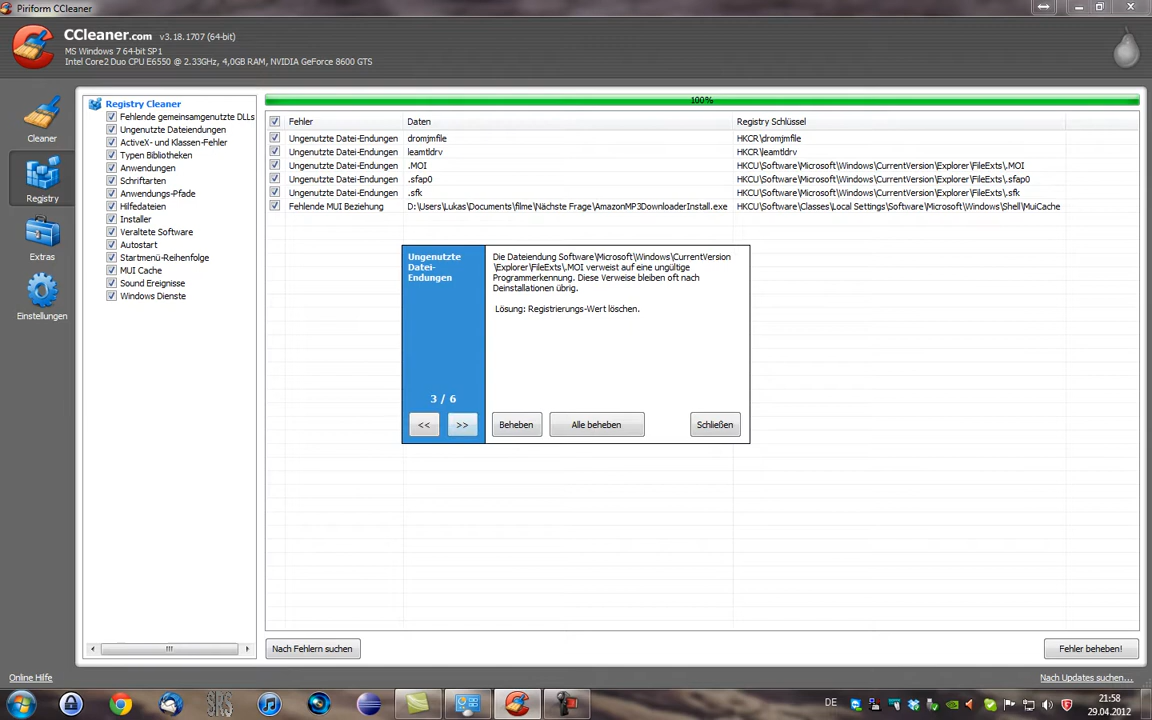 Piriform CCleaner
CCleaner.com v3.18.1707 (64-bit)
MS Windows 7 64-bit SP1
Intel Core2 Duo CPU E6550 @ 2.33GHz, 4,0GB RAM, NVIDIA GeForce 8600 GTS
Cleaner
Registry
Extras
Einstellungen
Registry Cleaner
Fehlende gemeinsamgenutzte DLLs
Ungenutzte Dateiendungen
ActiveX- und Klassen-Fehler
Typen Bibliotheken
Anwendungen
Schriftarten
Anwendungs-Pfade
Hilfedateien
Installer
Veraltete Software
Autostart
Startmenü-Reihenfolge
MUI Cache
Sound Ereignisse
Windows Dienste
100%
Fehler Daten Registry Schlüssel
Ungenutzte Datei-Endungen dromjmfile HKCR\dromjmfile
Ungenutzte Datei-Endungen leamtldrv HKCR\leamtldrv
Ungenutzte Datei-Endungen .MOI HKCU\Software\Microsoft\Windows\CurrentVersion\Explorer\FileExts\.MOI
Ungenutzte Datei-Endungen .sfap0 HKCU\Software\Microsoft\Windows\CurrentVersion\Explorer\FileExts\.sfap0
Ungenutzte Datei-Endungen .sfk HKCU\Software\Microsoft\Windows\CurrentVersion\Explorer\FileExts\.sfk
Fehlende MUI Beziehung D:\Users\Lukas\Documents\filme\Nächste Frage\AmazonMP3DownloaderInstall.exe HKCU\Software\Classes\Local Settings\Software\Microsoft\Windows\Shell\MuiCache
Ungenutzte
Datei-
Endungen
3 / 6
<< >>
Die Dateiendung Software\Microsoft\Windows\CurrentVersion
\Explorer\FileExts\.MOI verweist auf eine ungültige
Programmerkennung. Diese Verweise bleiben oft nach
Deinstallationen übrig.
Lösung: Registrierungs-Wert löschen.
Beheben Alle beheben Schließen
Nach Fehlern suchen Fehler beheben!
Online Hilfe Nach Updates suchen...
SRS
DE
21:58
29.04.2012